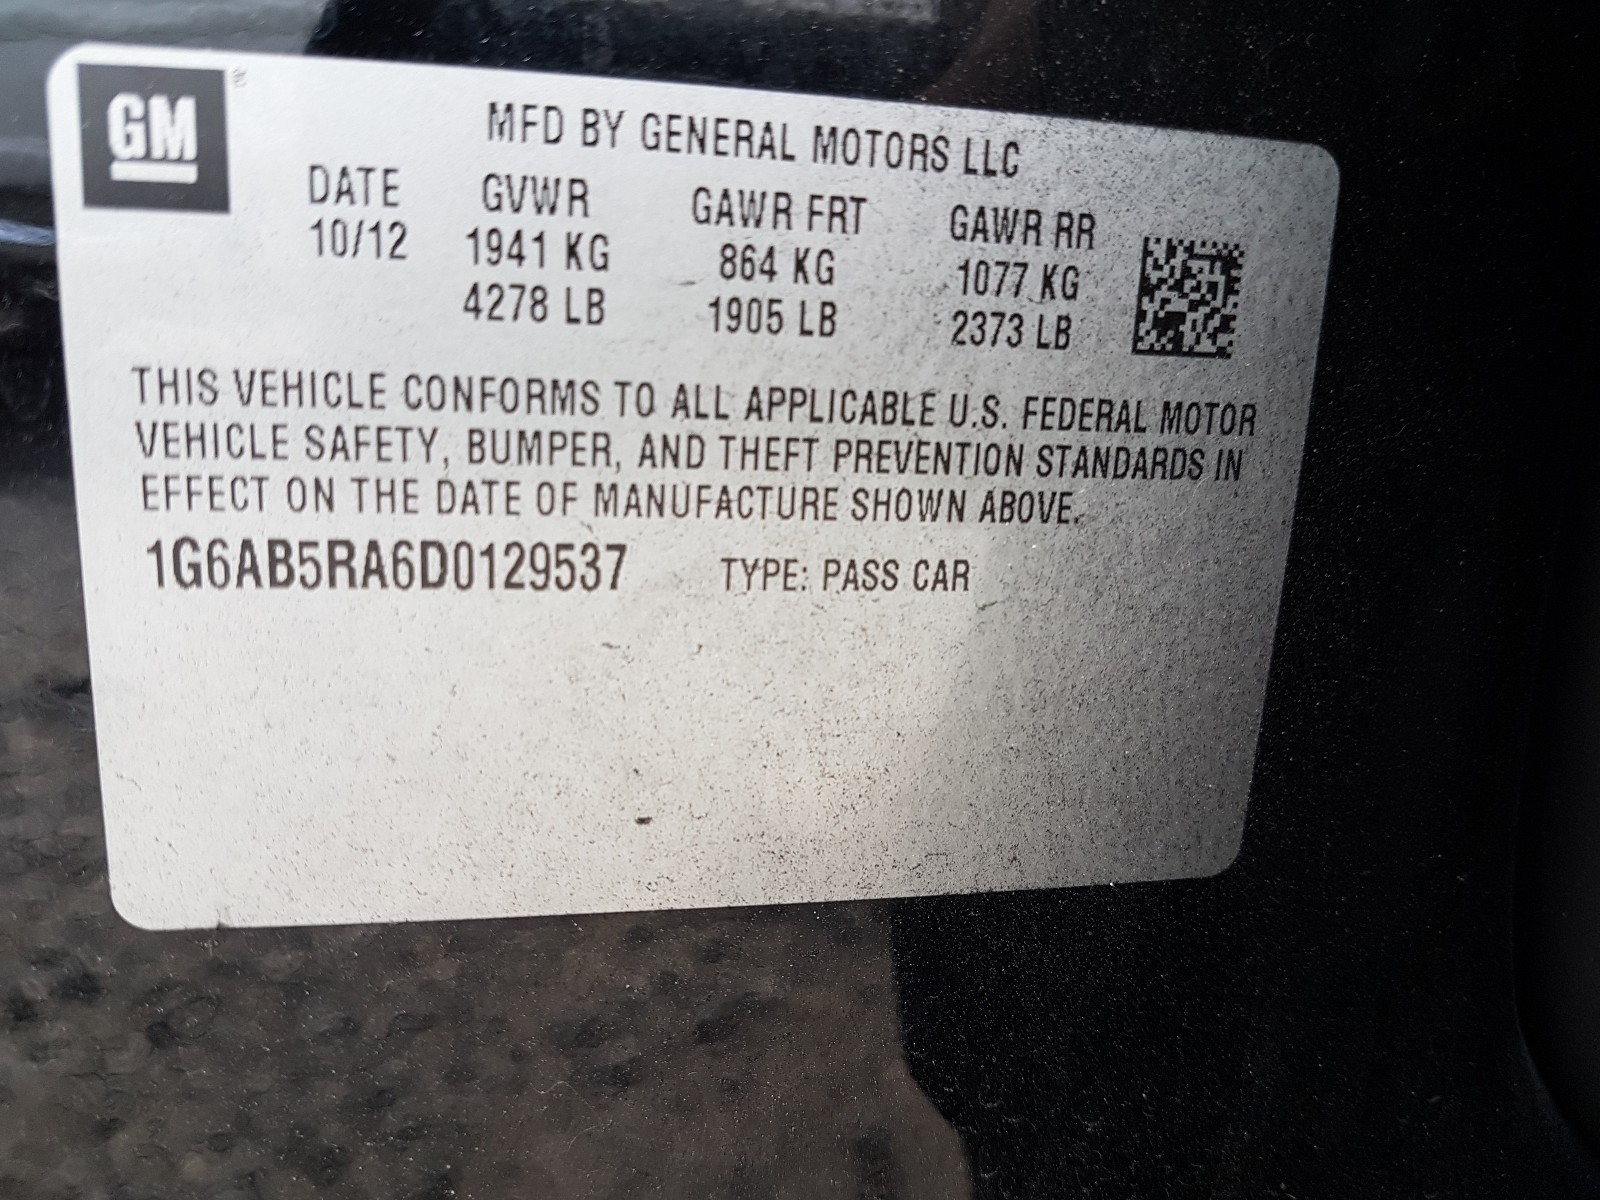 GM
MFD BY GENERAL MOTORS LLC
DATE GVWR GAWR FRT GAWR RR
10/12 1941 KG 864 KG 1077 KG
4278 LB 1905 LB 2373 LB
THIS VEHICLE CONFORMS TO ALL APPLICABLE U.S. FEDERAL MOTOR
VEHICLE SAFETY, BUMPER, AND THEFT PREVENTION STANDARDS IN
EFFECT ON THE DATE OF MANUFACTURE SHOWN ABOVE.
1G6AB5RA6D0129537 TYPE: PASS CAR